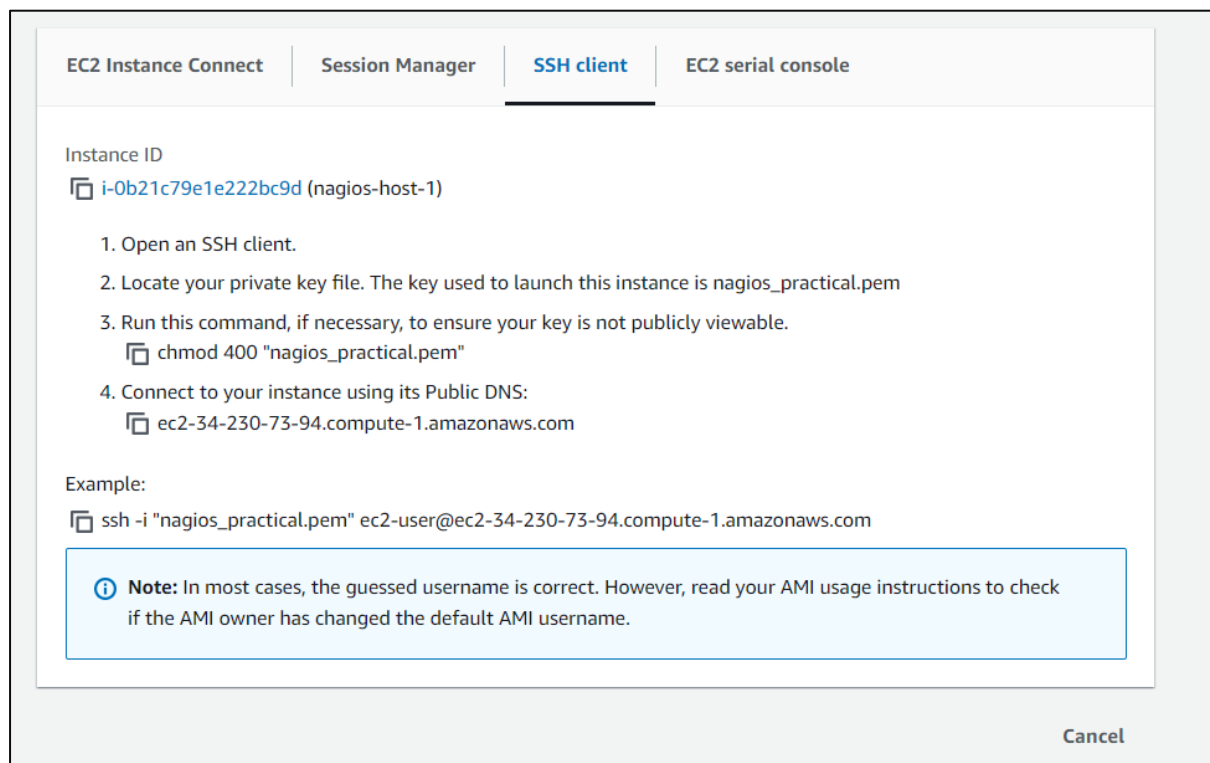 EC2 Instance Connect Session Manager SSH client EC2 serial console
Instance ID
i-0b21c79e1e222bc9d (nagios-host-1)
1. Open an SSH client.
2. Locate your private key file. The key used to launch this instance is nagios_practical.pem
3. Run this command, if necessary, to ensure your key is not publicly viewable.
chmod 400 "nagios_practical.pem"
4. Connect to your instance using its Public DNS:
ec2-34-230-73-94.compute-1.amazonaws.com
Example:
ssh -i "nagios_practical.pem" ec2-user@ec2-34-230-73-94.compute-1.amazonaws.com
Note: In most cases, the guessed username is correct. However, read your AMI usage instructions to check
if the AMI owner has changed the default AMI username.
Cancel